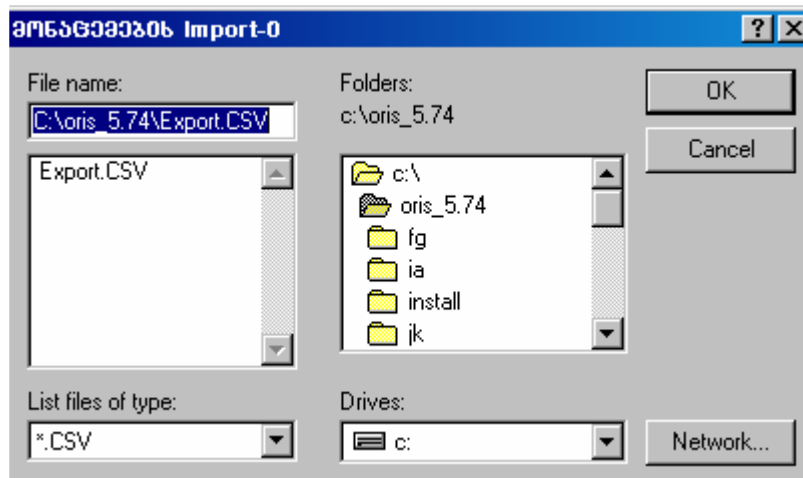 მონაცემების Import-ი
File name:
C:\oris_5.74\Export.CSV
Export.CSV
List files of type:
*.CSV
Folders:
c:\oris_5.74
c:\
oris_5.74
fg
ia
install
jk
Drives:
c:
OK
Cancel
Network...